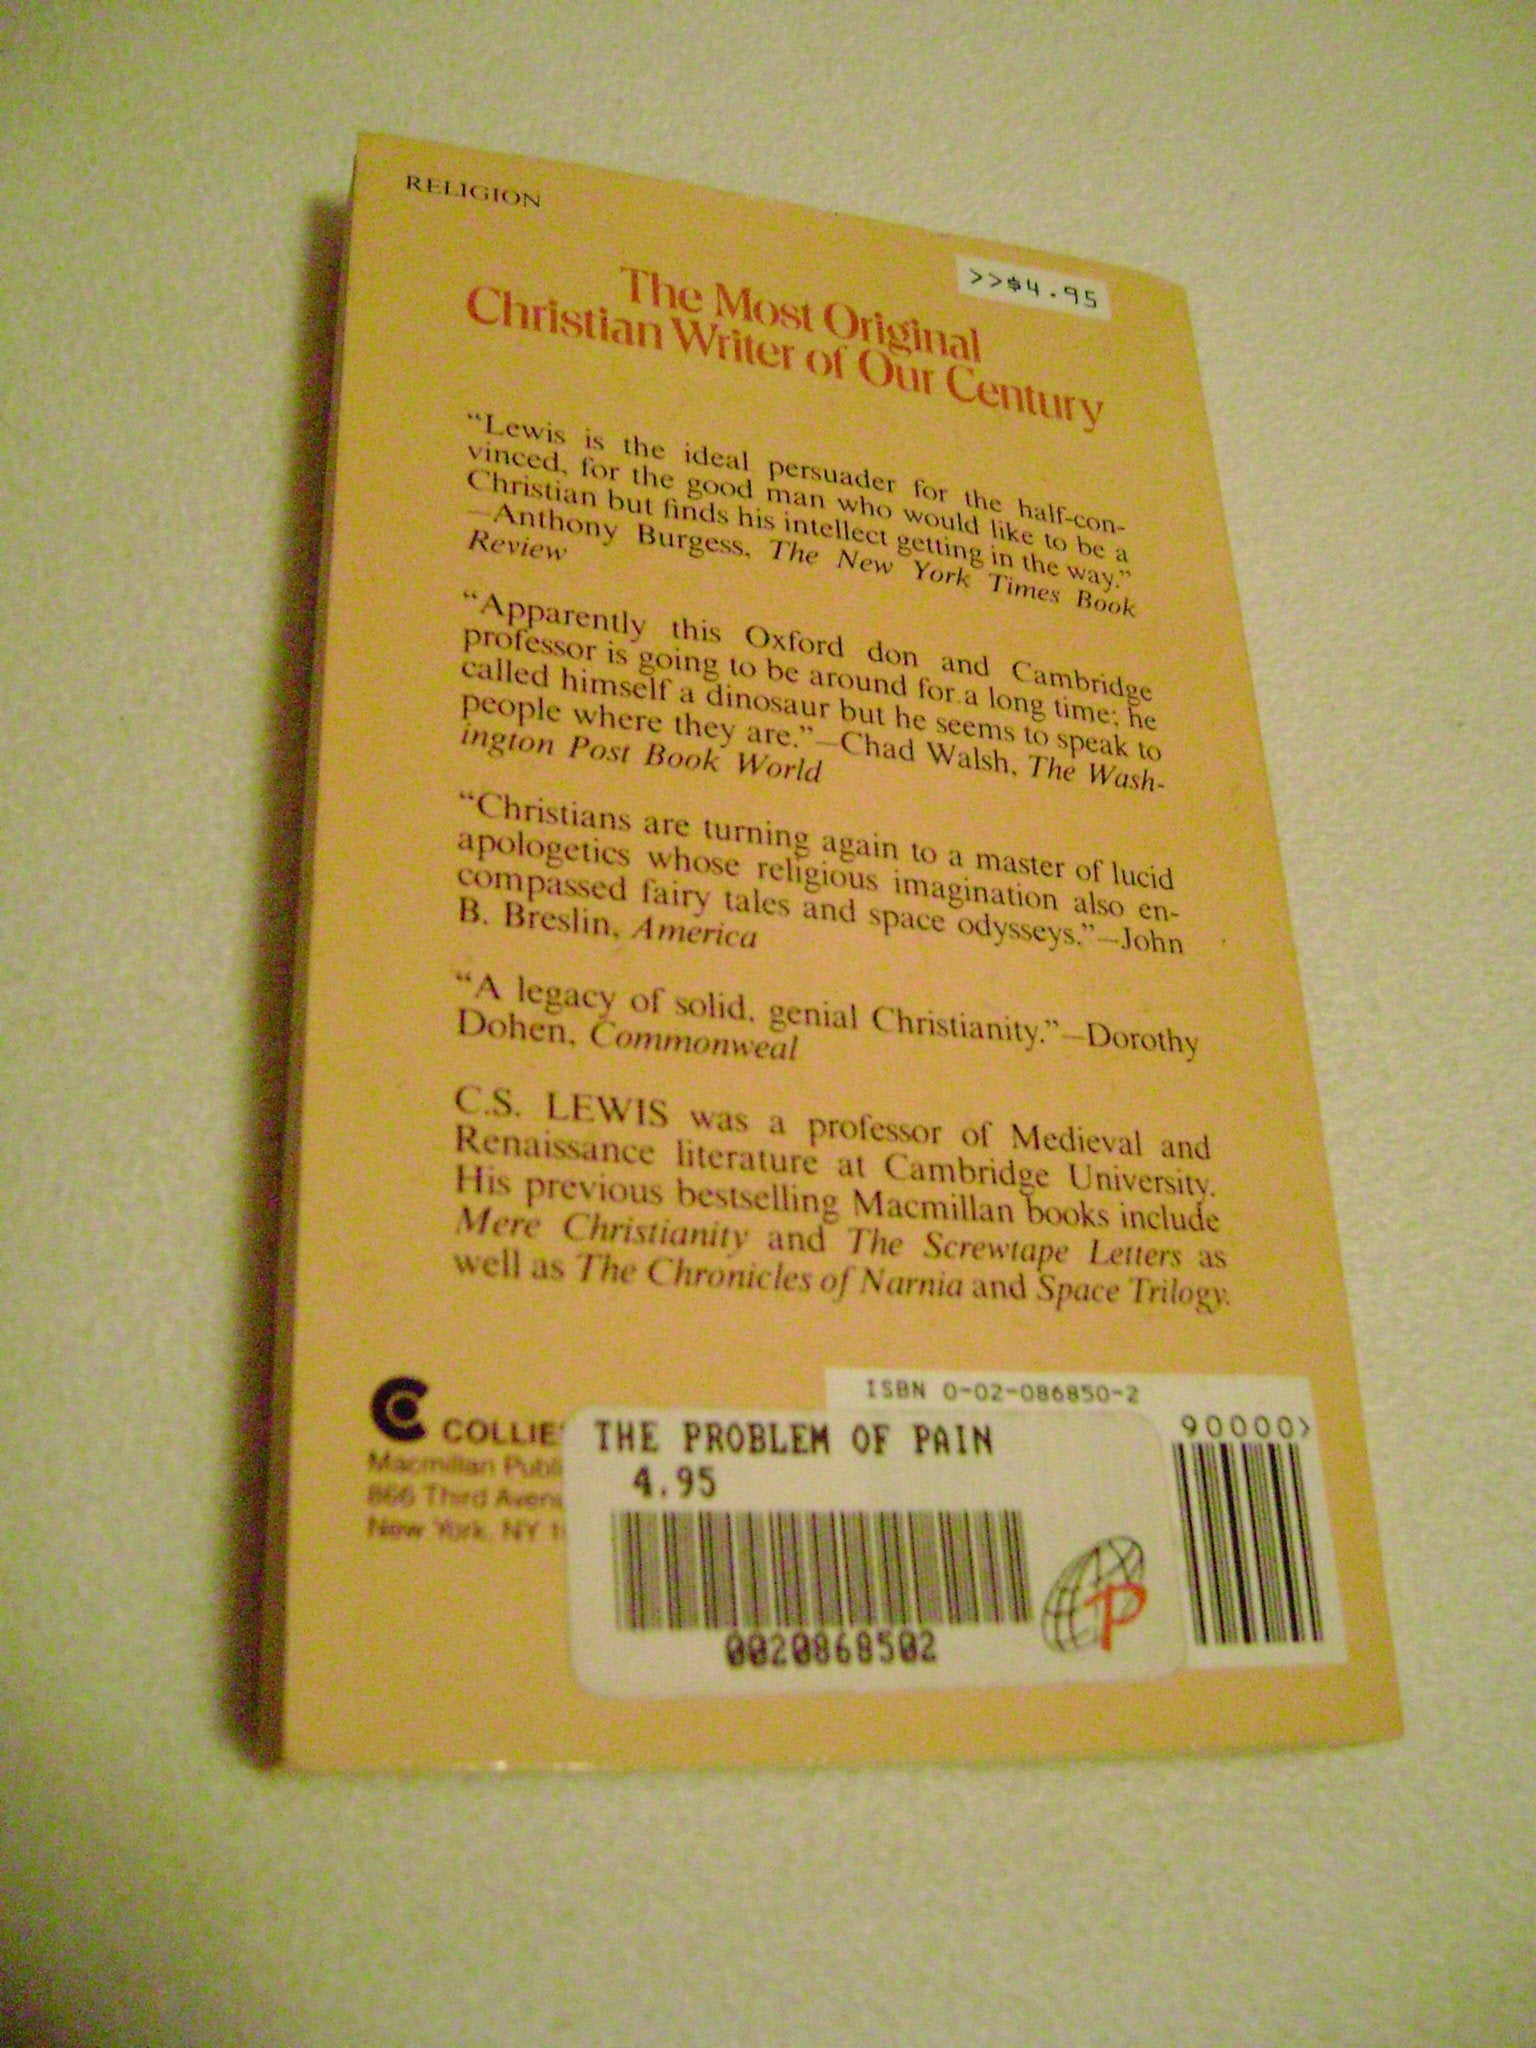 RELIGION
>>$4.95
The Most Original
Christian Writer of Our Century
“Lewis is the ideal persuader for the half-con-
vinced, for the good man who would like to be a
Christian but finds his intellect getting in the way.”
—Anthony Burgess, The New York Times Book
Review
“Apparently this Oxford don and Cambridge
professor is going to be around for a long time; he
called himself a dinosaur but he seems to speak to
people where they are.”—Chad Walsh, The Wash-
ington Post Book World
“Christians are turning again to a master of lucid
apologetics whose religious imagination also en-
compassed fairy tales and space odysseys.”—John
B. Breslin, America
“A legacy of solid, genial Christianity.”—Dorothy
Dohen, Commonweal
C.S. LEWIS was a professor of Medieval and
Renaissance literature at Cambridge University.
His previous bestselling Macmillan books include
Mere Christianity and The Screwtape Letters as
well as The Chronicles of Narnia and Space Trilogy.
ISBN 0-02-086850-2
90000>
COLLIE
Macmillan Publi
866 Third Aven
New York, NY 1
THE PROBLEM OF PAIN
4.95
0020868502
P